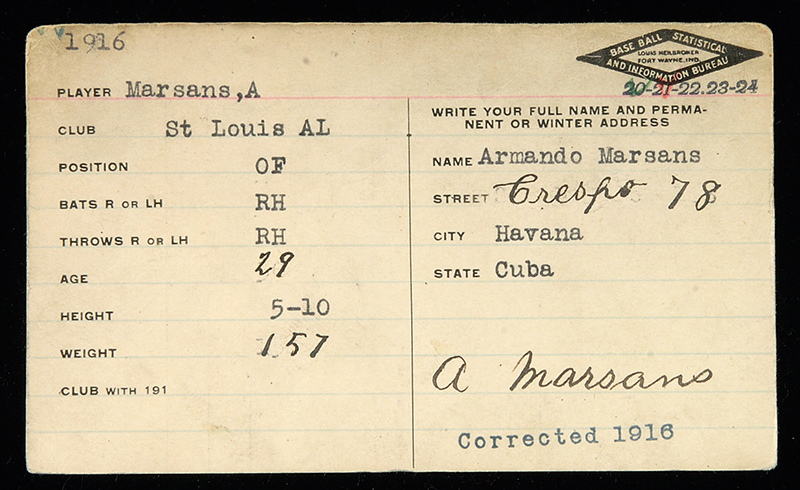 1916
BASE BALL STATISTICAL
LOUIS HEILBRONER
FORT WAYNE, IND.
AND INFORMATION BUREAU
20-21-22.23-24
PLAYER Marsans,A
CLUB St Louis AL
POSITION OF
BATS R OR LH RH
THROWS R OR LH RH
AGE 29
HEIGHT 5-10
WEIGHT 157
CLUB WITH 191
WRITE YOUR FULL NAME AND PERMA-
NENT OR WINTER ADDRESS
NAME Armando Marsans
STREET Crespo 78
CITY Havana
STATE Cuba
A Marsans
Corrected 1916